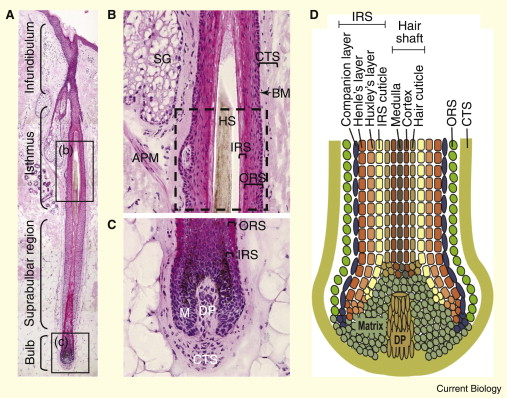 A
Infundibulum
Isthmus
Suprabulbar region
Bulb
(b)
(c)
B
SG
CTS
BM
HS
IRS
APM
ORS
C
ORS
IRS
M
DP
CTS
D
IRS
Hair
shaft
Companion layer
Henle's layer
Huxley's layer
IRS cuticle
Medulla
Cortex
Hair cuticle
ORS
CTS
Matrix
DP
Current Biology